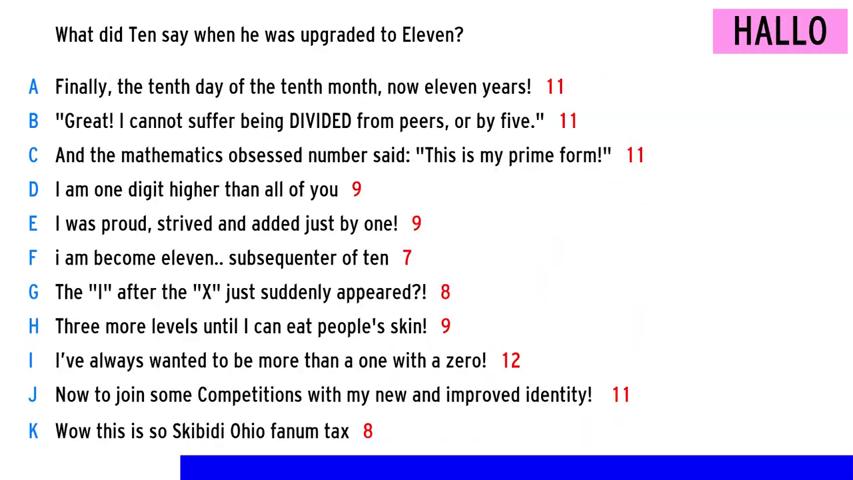 What did Ten say when he was upgraded to Eleven?
HALLO
A Finally, the tenth day of the tenth month, now eleven years! 11
B "Great! I cannot suffer being DIVIDED from peers, or by five." 11
C And the mathematics obsessed number said: "This is my prime form!" 11
D I am one digit higher than all of you 9
E I was proud, strived and added just by one! 9
F i am become eleven.. subsequenter of ten 7
G The "I" after the "X" just suddenly appeared?! 8
H Three more levels until I can eat people's skin! 9
I I've always wanted to be more than a one with a zero! 12
J Now to join some Competitions with my new and improved identity! 11
K Wow this is so Skibidi Ohio fanum tax 8